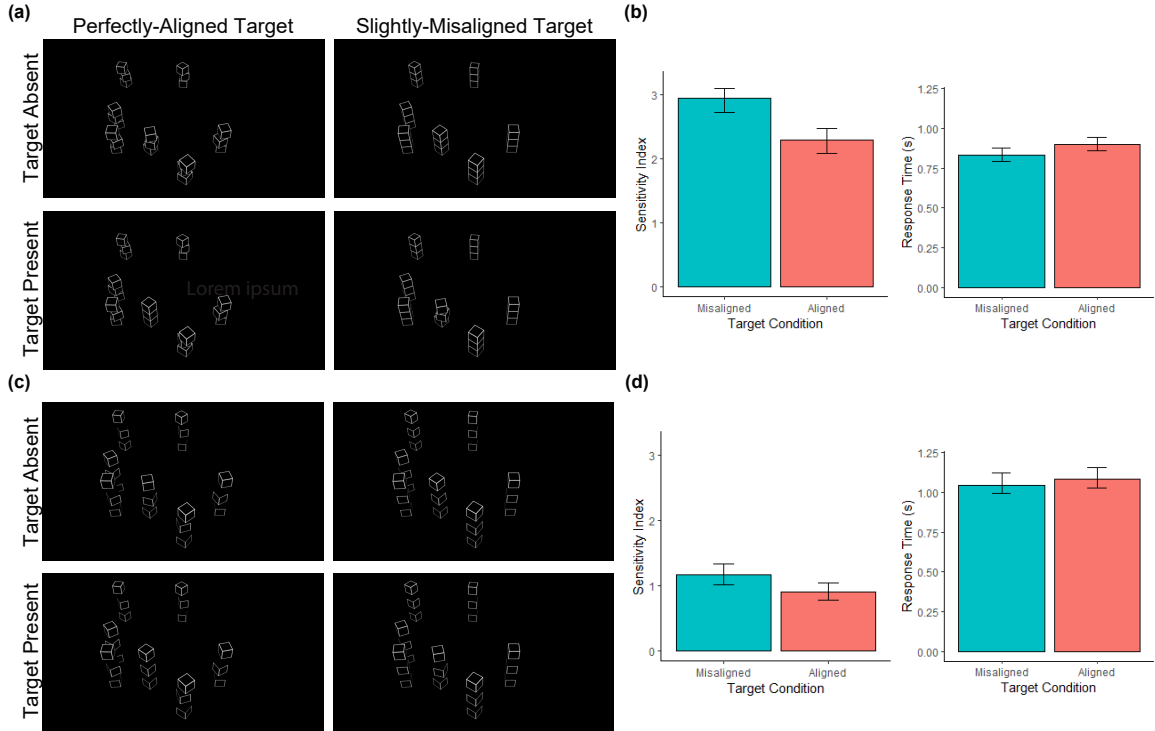 (a)
Perfectly-Aligned Target
Slightly-Misaligned Target
Target Absent
Target Present
Lorem ipsum
(b)
Sensitivity Index
3
2
1
0
Misaligned
Aligned
Target Condition
Response Time (s)
1.25
1.00
0.75
0.50
0.25
0.00
Misaligned
Aligned
Target Condition
(c)
Target Absent
Target Present
(d)
Sensitivity Index
3
2
1
0
Misaligned
Aligned
Target Condition
Response Time (s)
1.25
1.00
0.75
0.50
0.25
0.00
Misaligned
Aligned
Target Condition